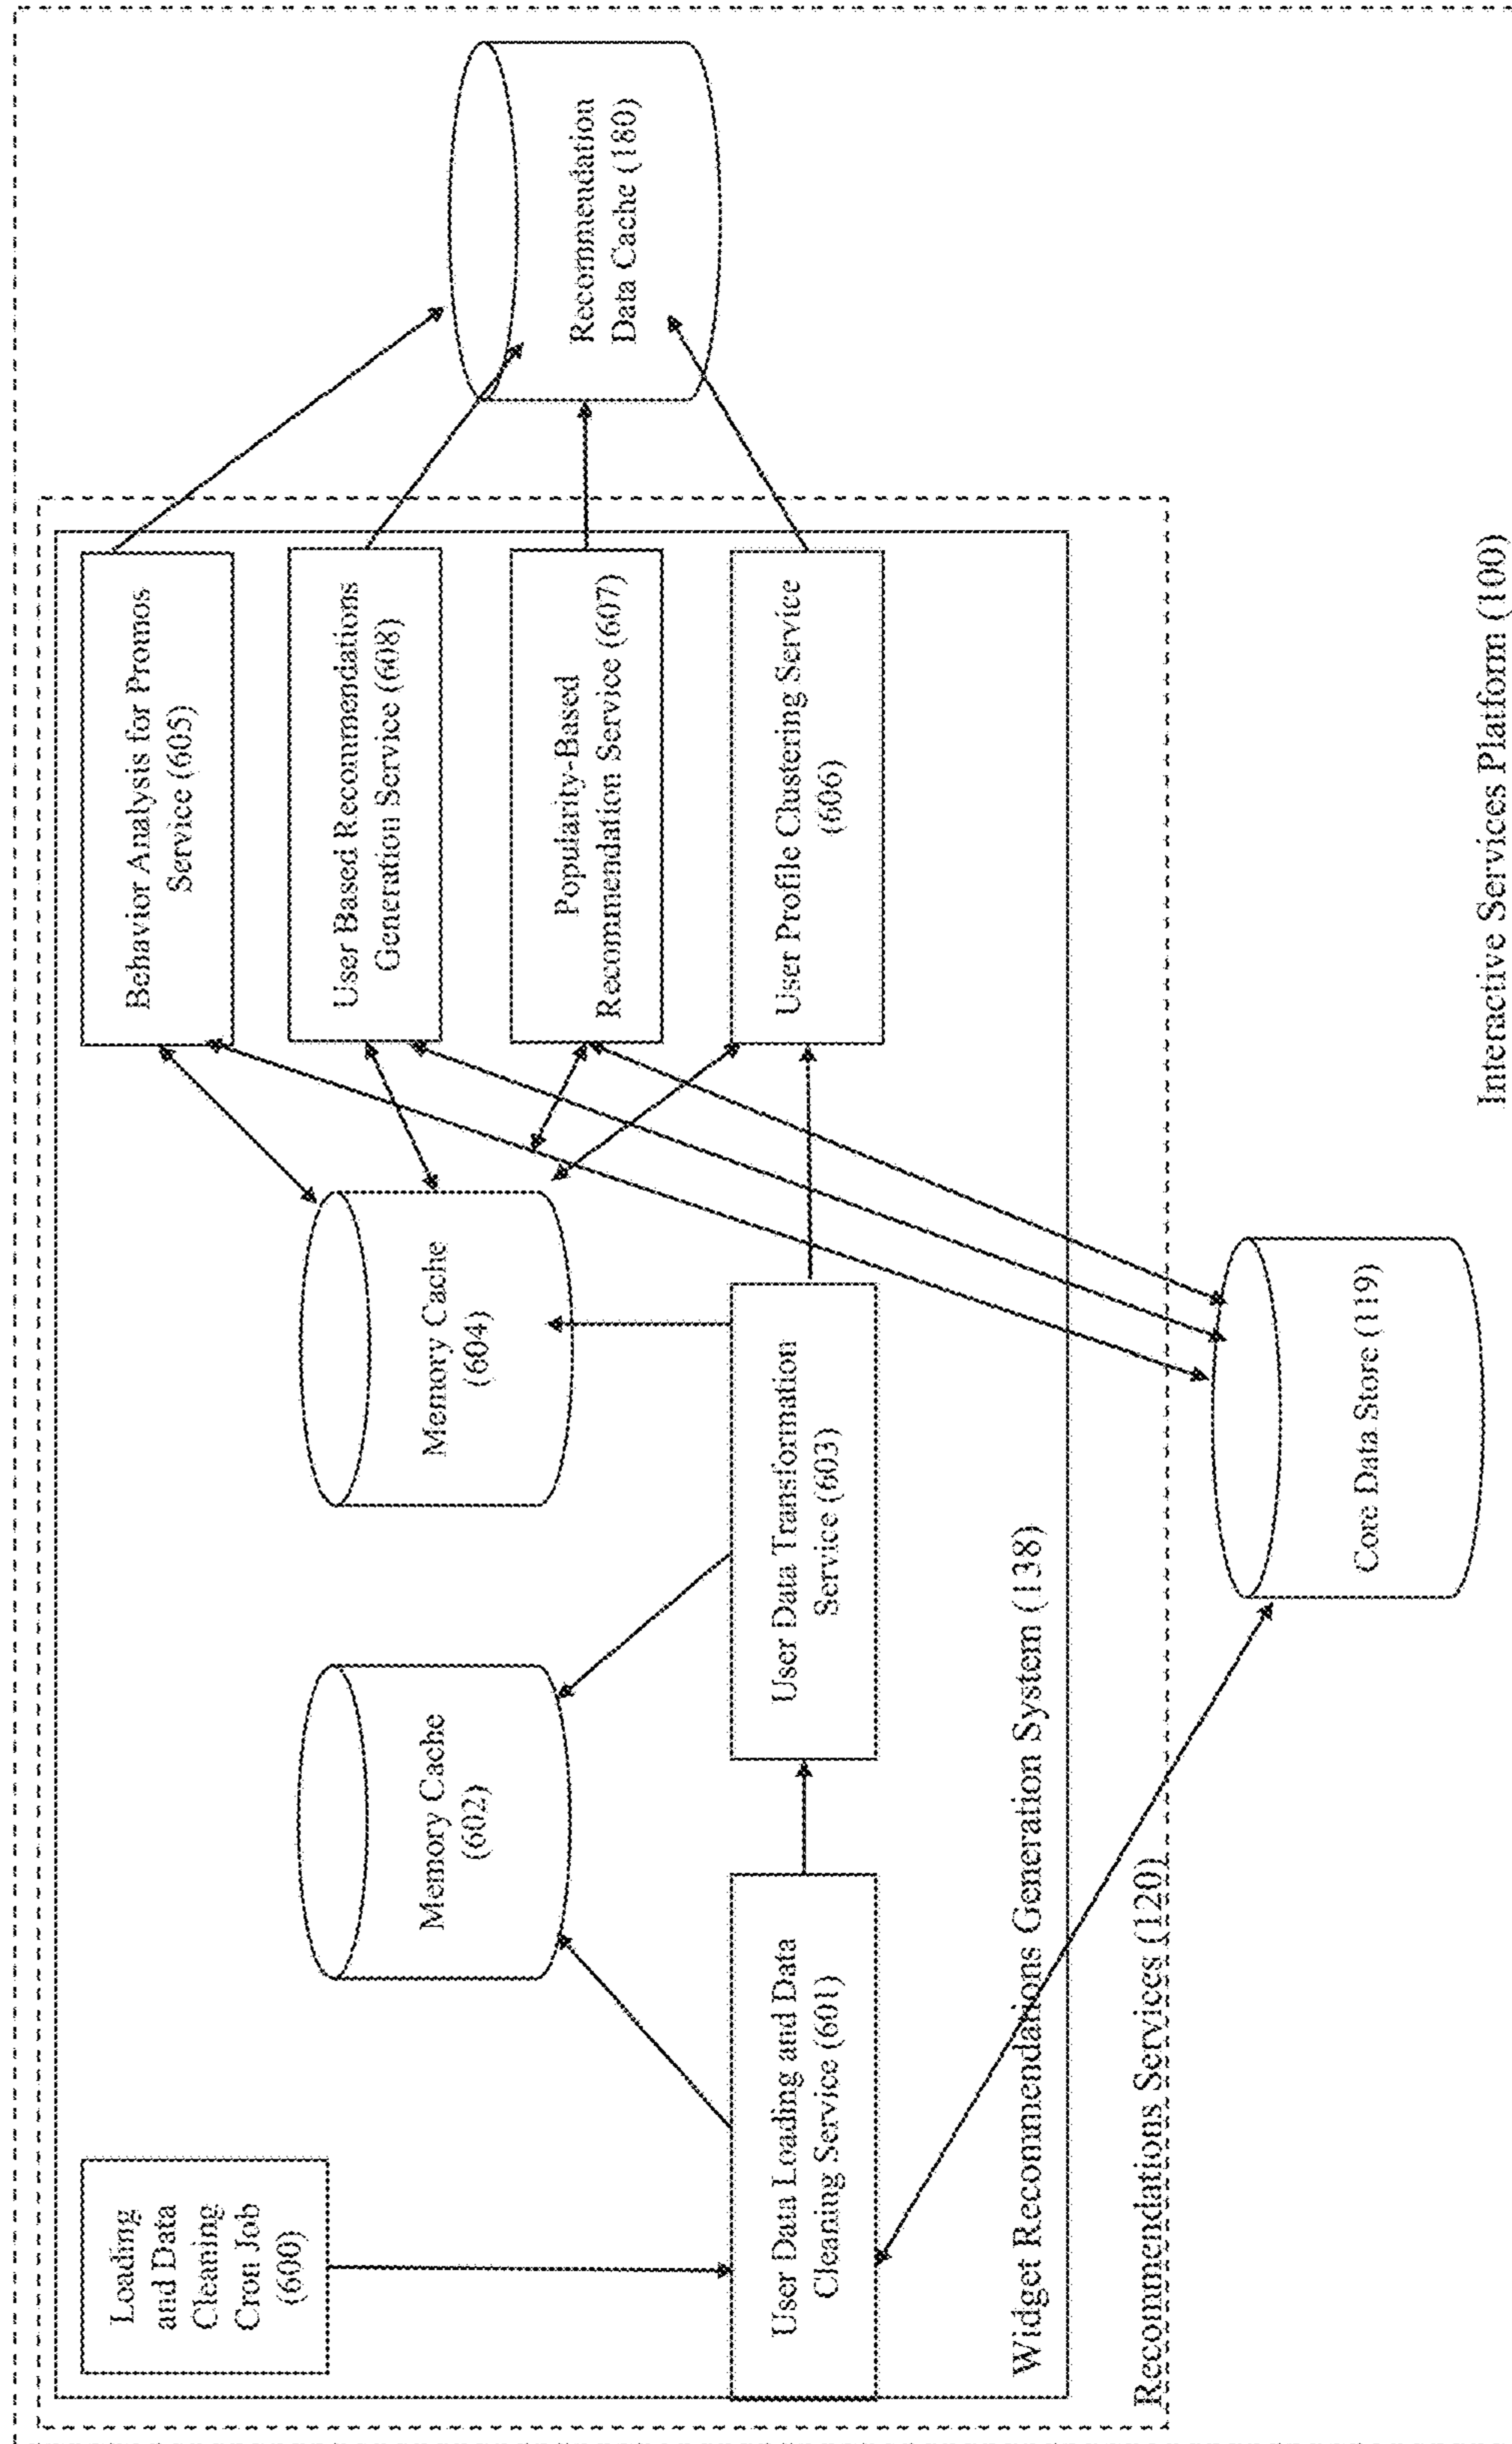 Loading
and Data
Cleaning
Cron Job
(600)
Memory Cache
(602)
Memory Cache
(604)
Behavior Analysis for Promos
Service (605)
User Based Recommendations
Generation Service (608)
Popularity-Based
Recommendation Service (607)
User Profile Clustering Service
(606)
Recommendation
Data Cache (180)
User Data Loading and Data
Cleaning Service (601)
User Data Transformation
Service (603)
Widget Recommendations Generation System (138)
Recommendations Services (120)
Core Data Store (119)
Interactive Services Platform (100)